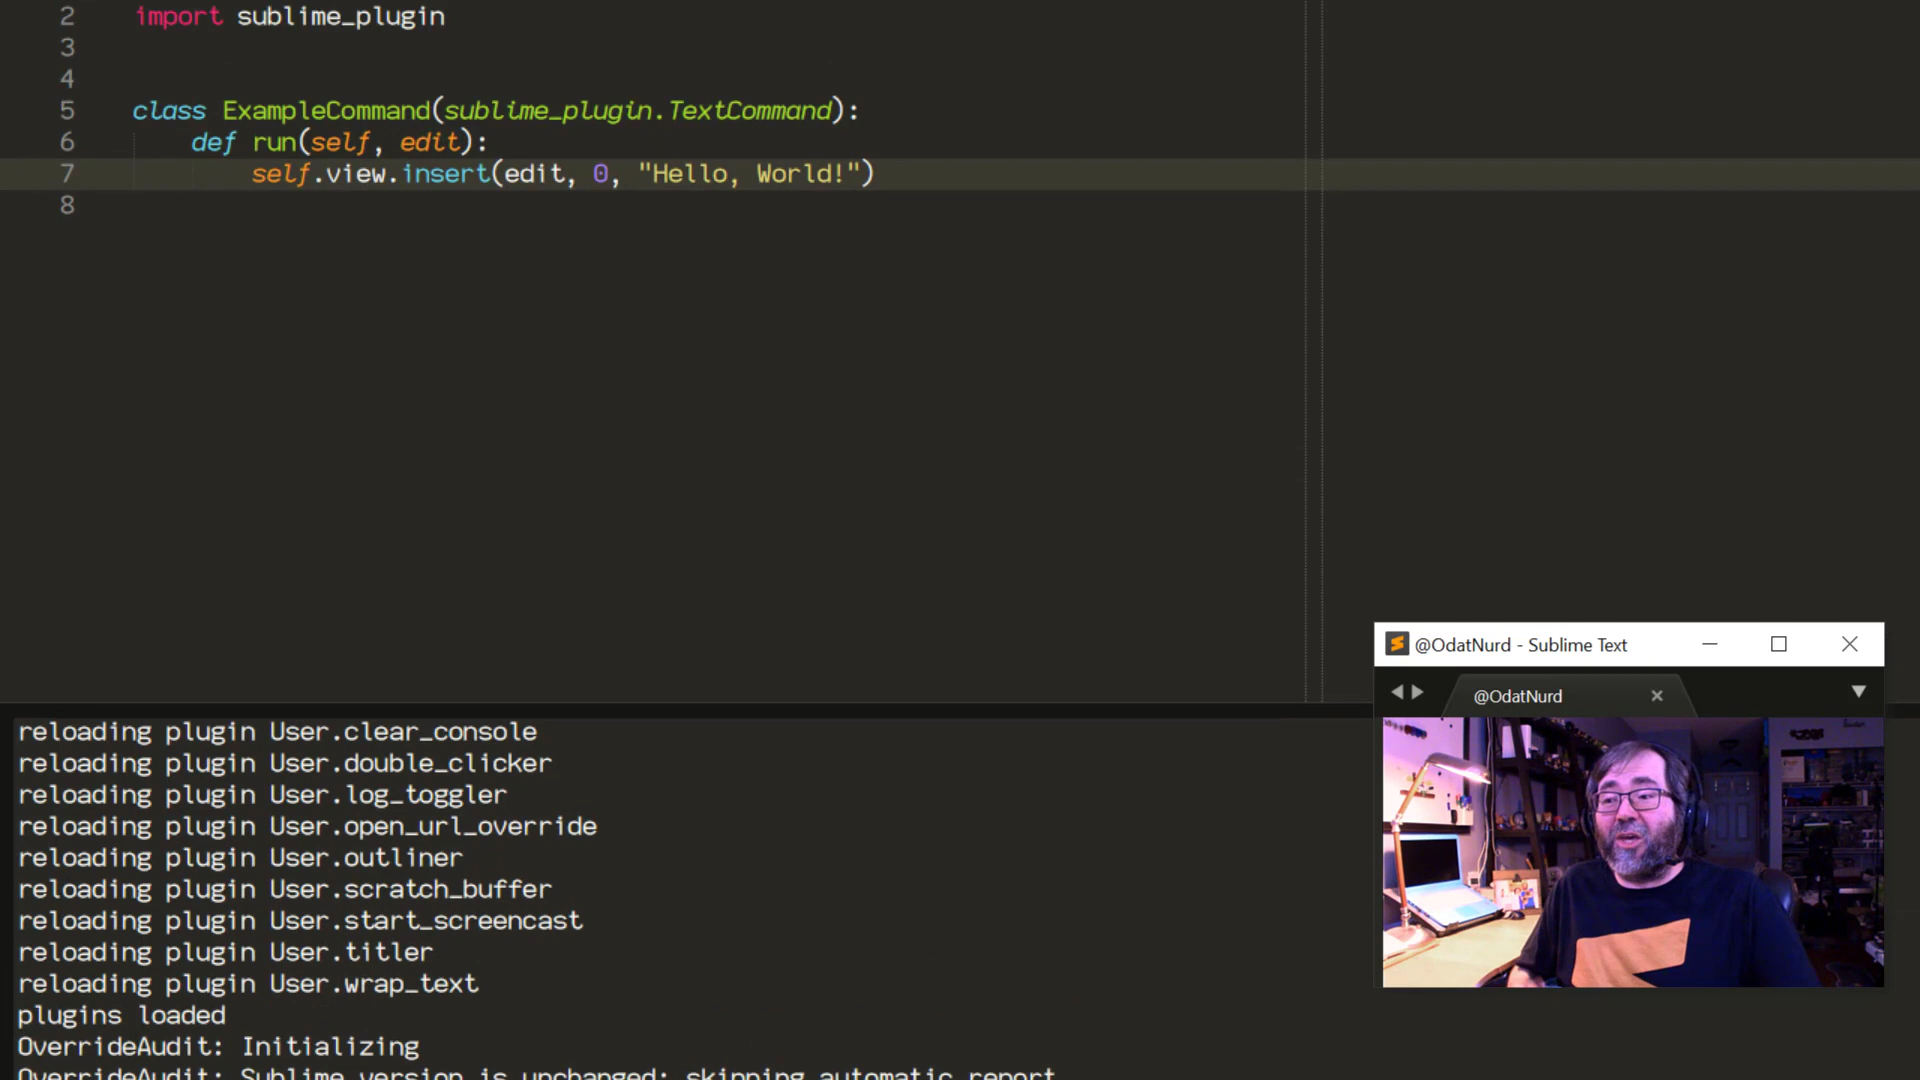 2 import sublime_plugin
3
4
5 class ExampleCommand(sublime_plugin.TextCommand):
6 def run(self, edit):
7 self.view.insert(edit, 0, "Hello, World!")
8
@OdatNurd - Sublime Text
@OdatNurd
reloading plugin User.clear_console
reloading plugin User.double_clicker
reloading plugin User.log_toggler
reloading plugin User.open_url_override
reloading plugin User.outliner
reloading plugin User.scratch_buffer
reloading plugin User.start_screencast
reloading plugin User.titler
reloading plugin User.wrap_text
plugins loaded
OverrideAudit: Initializing
OverrideAudit: Sublime version is unchanged; skipping automatic report